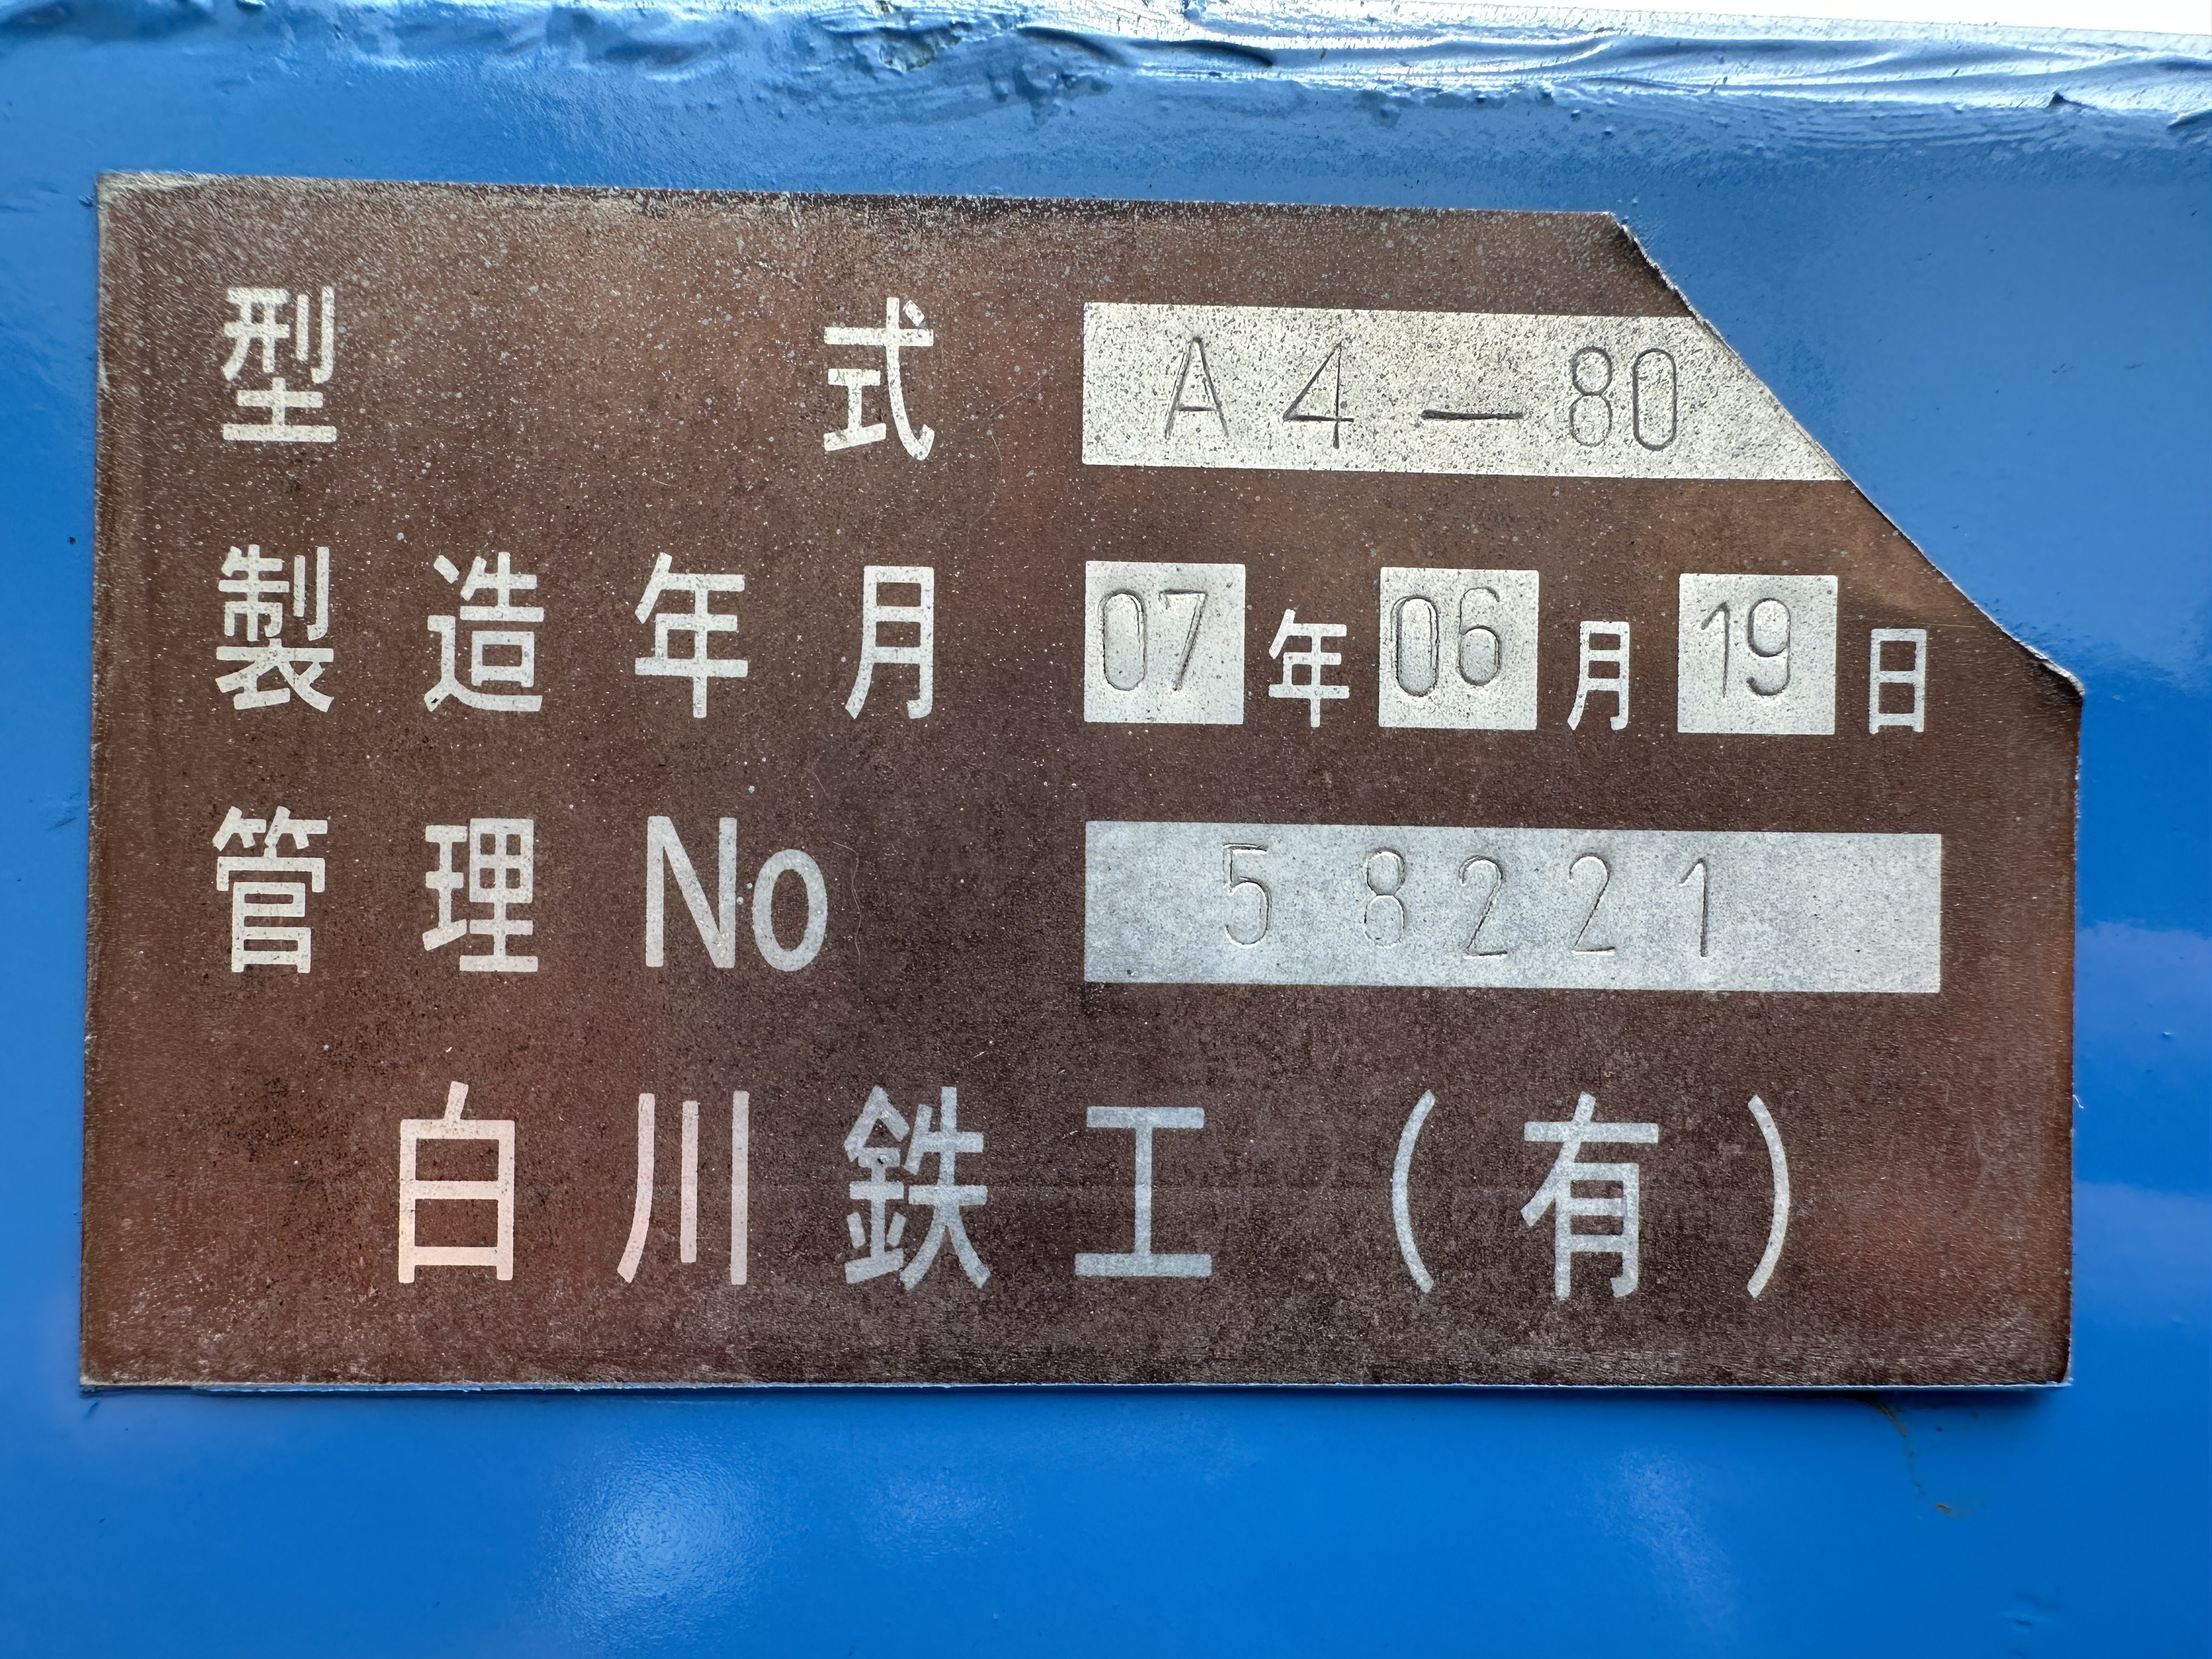 型式 A4-80
製造年月 07年06月19日
管理No 58221
白川鉄工(有)